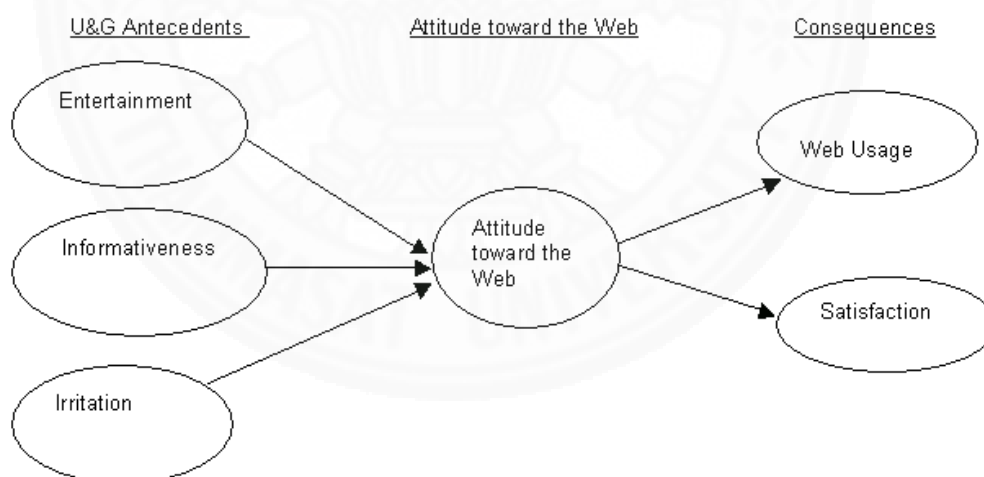 U&G Antecedents
Attitude toward the Web
Consequences
Entertainment
Web Usage
Informativeness
Attitude
toward the
Web
Satisfaction
Irritation